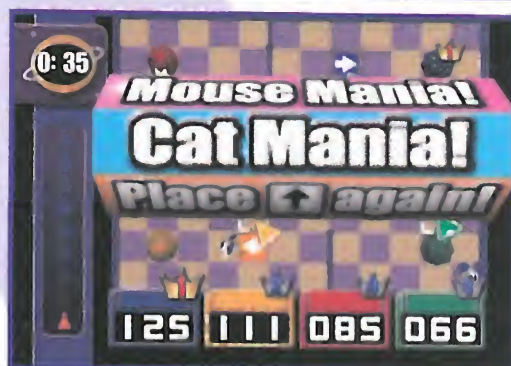 0:35
Mouse Mania!
Cat Mania!
Place ⬆ again!
125 111 085 066